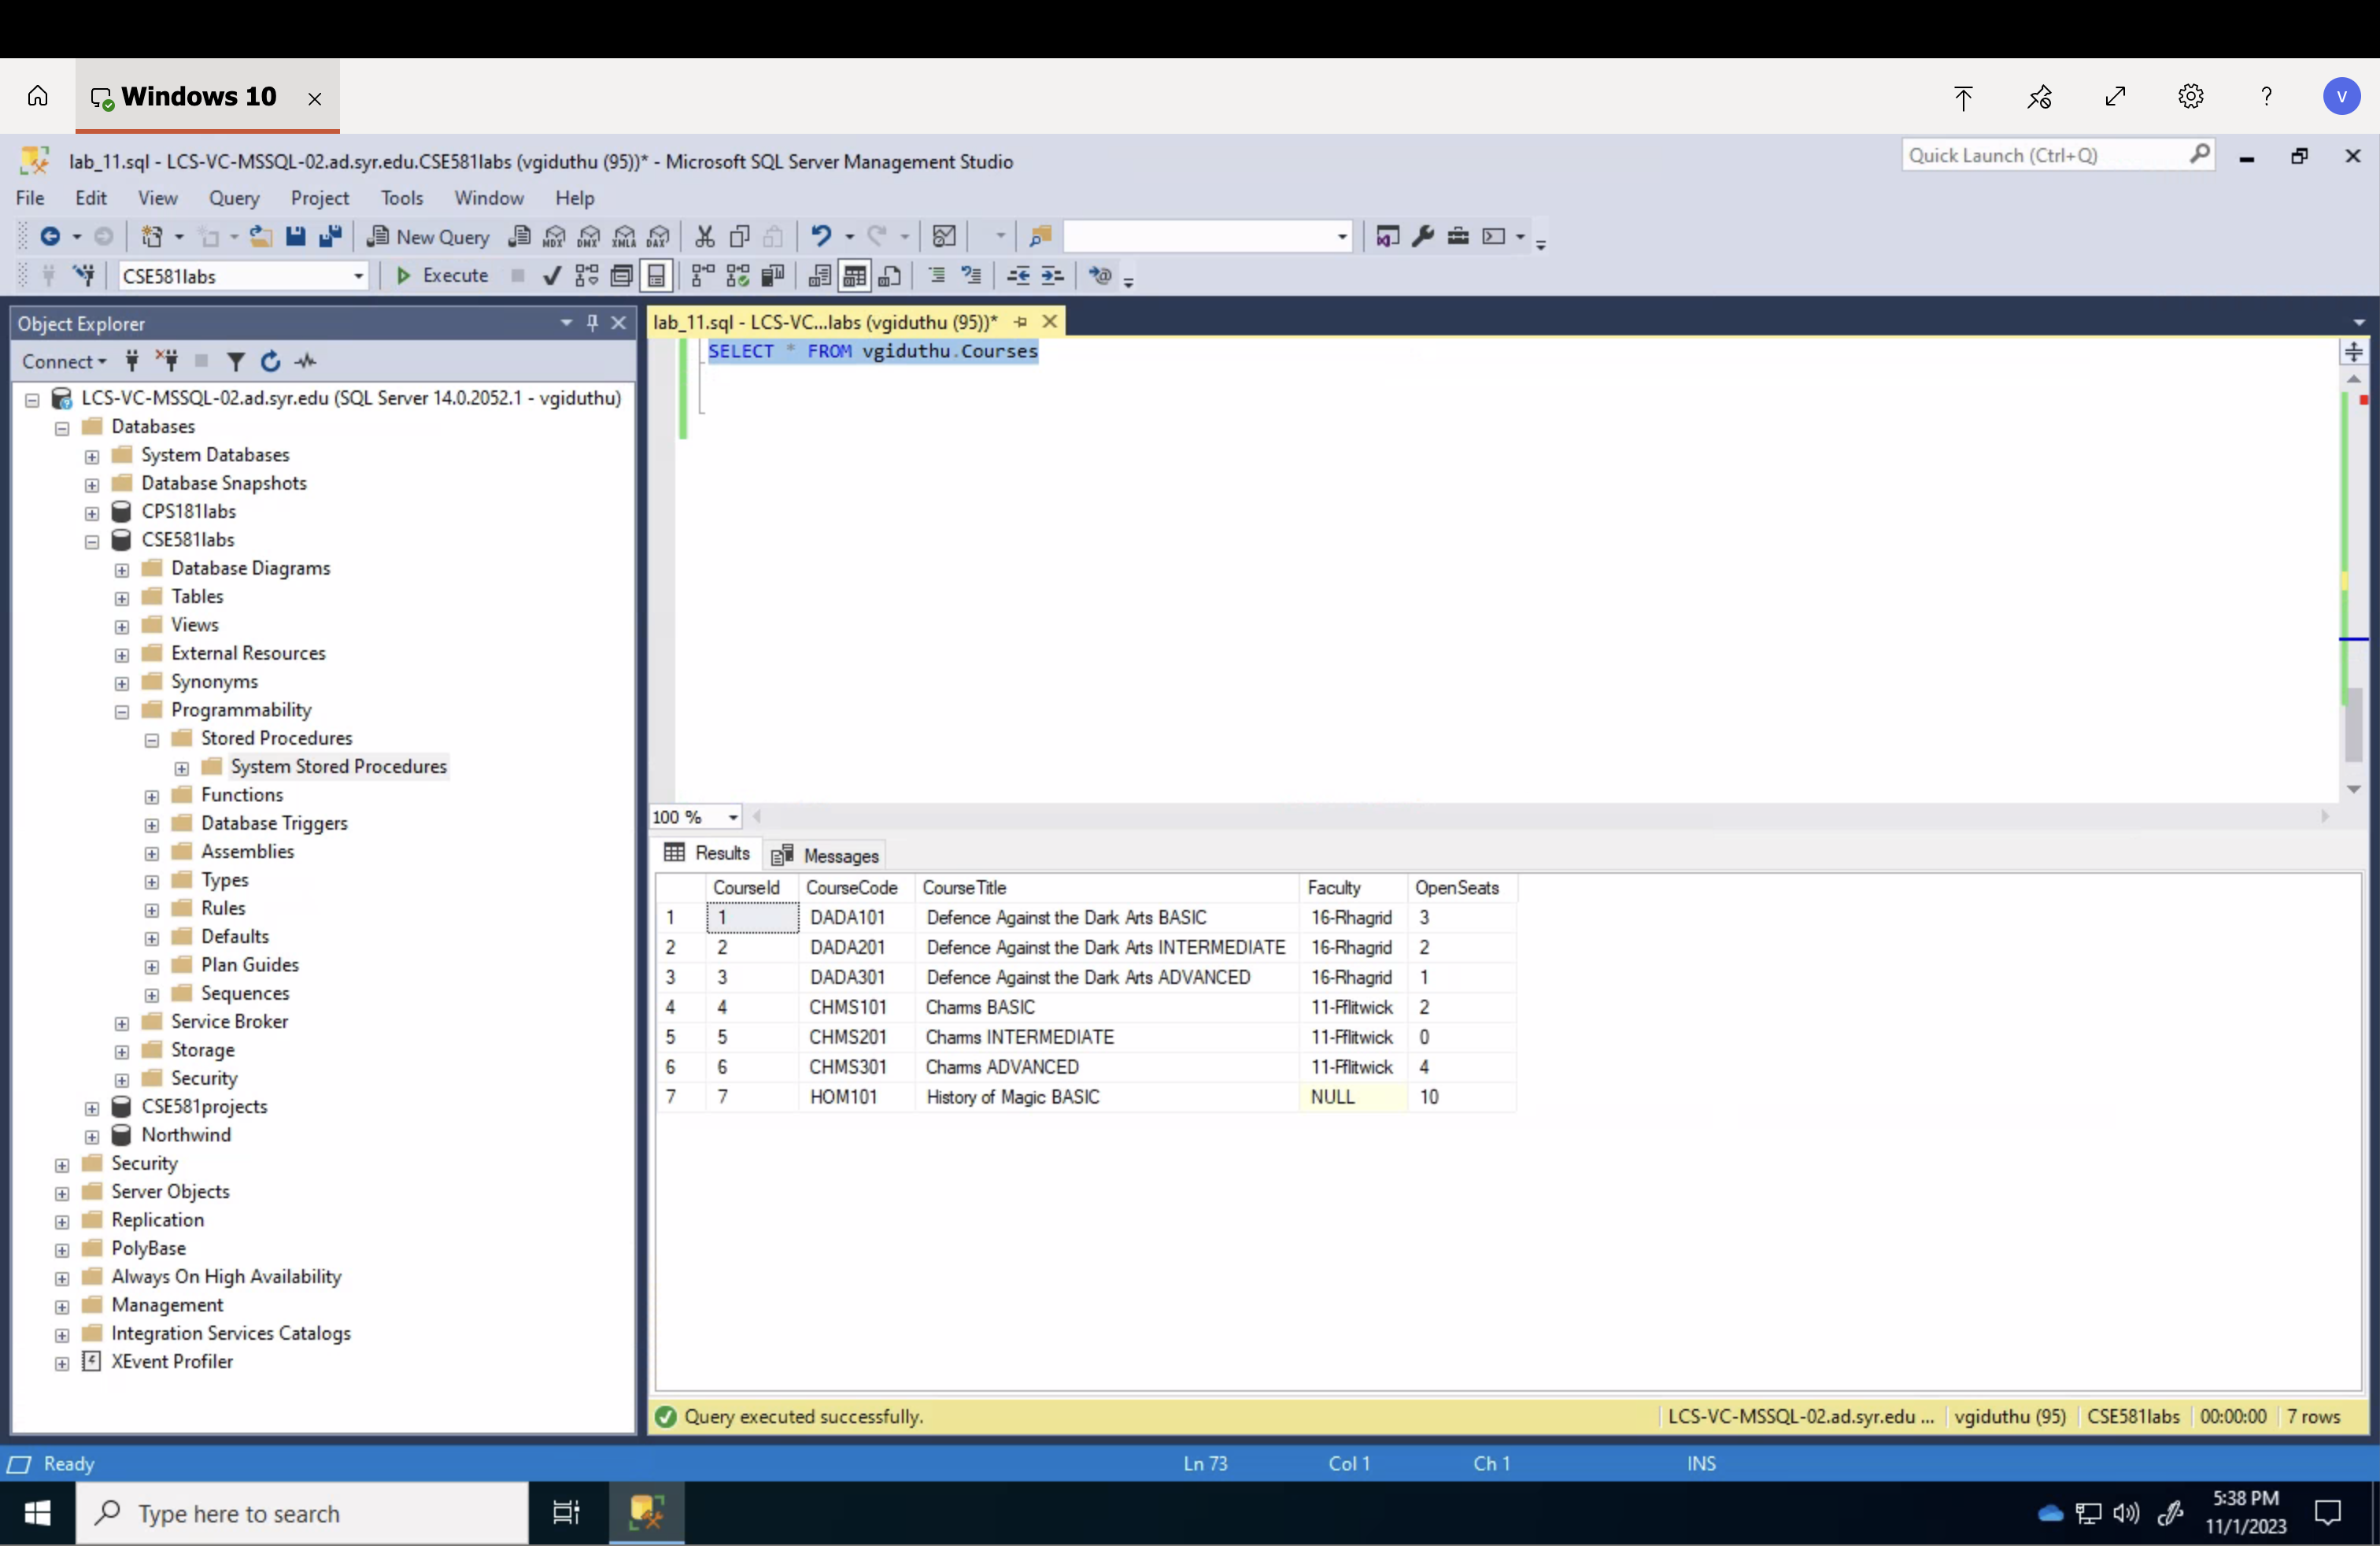 Windows 10
V
lab_11.sql - LCS-VC-MSSQL-02.ad.syr.edu.CSE581labs (vgiduthu (95))* - Microsoft SQL Server Management Studio
Quick Launch (Ctrl+Q)
File Edit View Query Project Tools Window Help
New Query MDX DMX XMLA DAX
CSE581labs Execute
Object Explorer
Connect
LCS-VC-MSSQL-02.ad.syr.edu (SQL Server 14.0.2052.1 - vgiduthu)
Databases
System Databases
Database Snapshots
CPS181labs
CSE581labs
Database Diagrams
Tables
Views
External Resources
Synonyms
Programmability
Stored Procedures
System Stored Procedures
Functions
Database Triggers
Assemblies
Types
Rules
Defaults
Plan Guides
Sequences
Service Broker
Storage
Security
CSE581projects
Northwind
Security
Server Objects
Replication
PolyBase
Always On High Availability
Management
Integration Services Catalogs
XEvent Profiler
lab_11.sql - LCS-VC...labs (vgiduthu (95))*
SELECT * FROM vgiduthu.Courses
100 %
Results Messages
CourseId CourseCode CourseTitle Faculty OpenSeats
1 1 DADA101 Defence Against the Dark Arts BASIC 16-Rhagrid 3
2 2 DADA201 Defence Against the Dark Arts INTERMEDIATE 16-Rhagrid 2
3 3 DADA301 Defence Against the Dark Arts ADVANCED 16-Rhagrid 1
4 4 CHMS101 Charms BASIC 11-Fflitwick 2
5 5 CHMS201 Charms INTERMEDIATE 11-Fflitwick 0
6 6 CHMS301 Charms ADVANCED 11-Fflitwick 4
7 7 HOM101 History of Magic BASIC NULL 10
Query executed successfully. LCS-VC-MSSQL-02.ad.syr.edu ... vgiduthu (95) CSE581labs 00:00:00 7 rows
Ready Ln 73 Col 1 Ch 1 INS
Type here to search
5:38 PM
11/1/2023